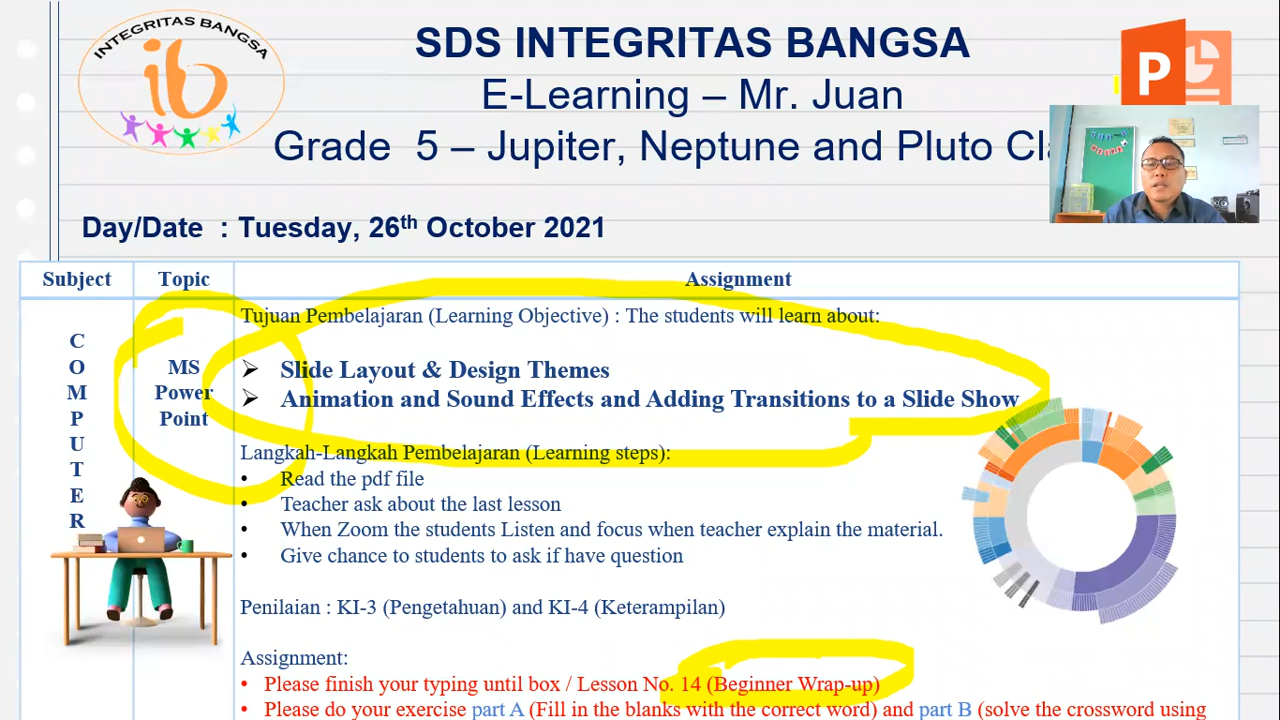 INTEGRITAS BANGSA
ib
SDS INTEGRITAS BANGSA
E-Learning – Mr. Juan
Grade 5 – Jupiter, Neptune and Pluto Cl
P
Day/Date : Tuesday, 26th October 2021
Subject
Topic
Assignment
COMPUTER
MS
Power
Point
Tujuan Pembelajaran (Learning Objective) : The students will learn about:
➢ Slide Layout & Design Themes
➢ Animation and Sound Effects and Adding Transitions to a Slide Show
Langkah-Langkah Pembelajaran (Learning steps):
• Read the pdf file
• Teacher ask about the last lesson
• When Zoom the students Listen and focus when teacher explain the material.
• Give chance to students to ask if have question
Penilaian : KI-3 (Pengetahuan) and KI-4 (Keterampilan)
Assignment:
• Please finish your typing until box / Lesson No. 14 (Beginner Wrap-up)
• Please do your exercise part A (Fill in the blanks with the correct word) and part B (solve the crossword using